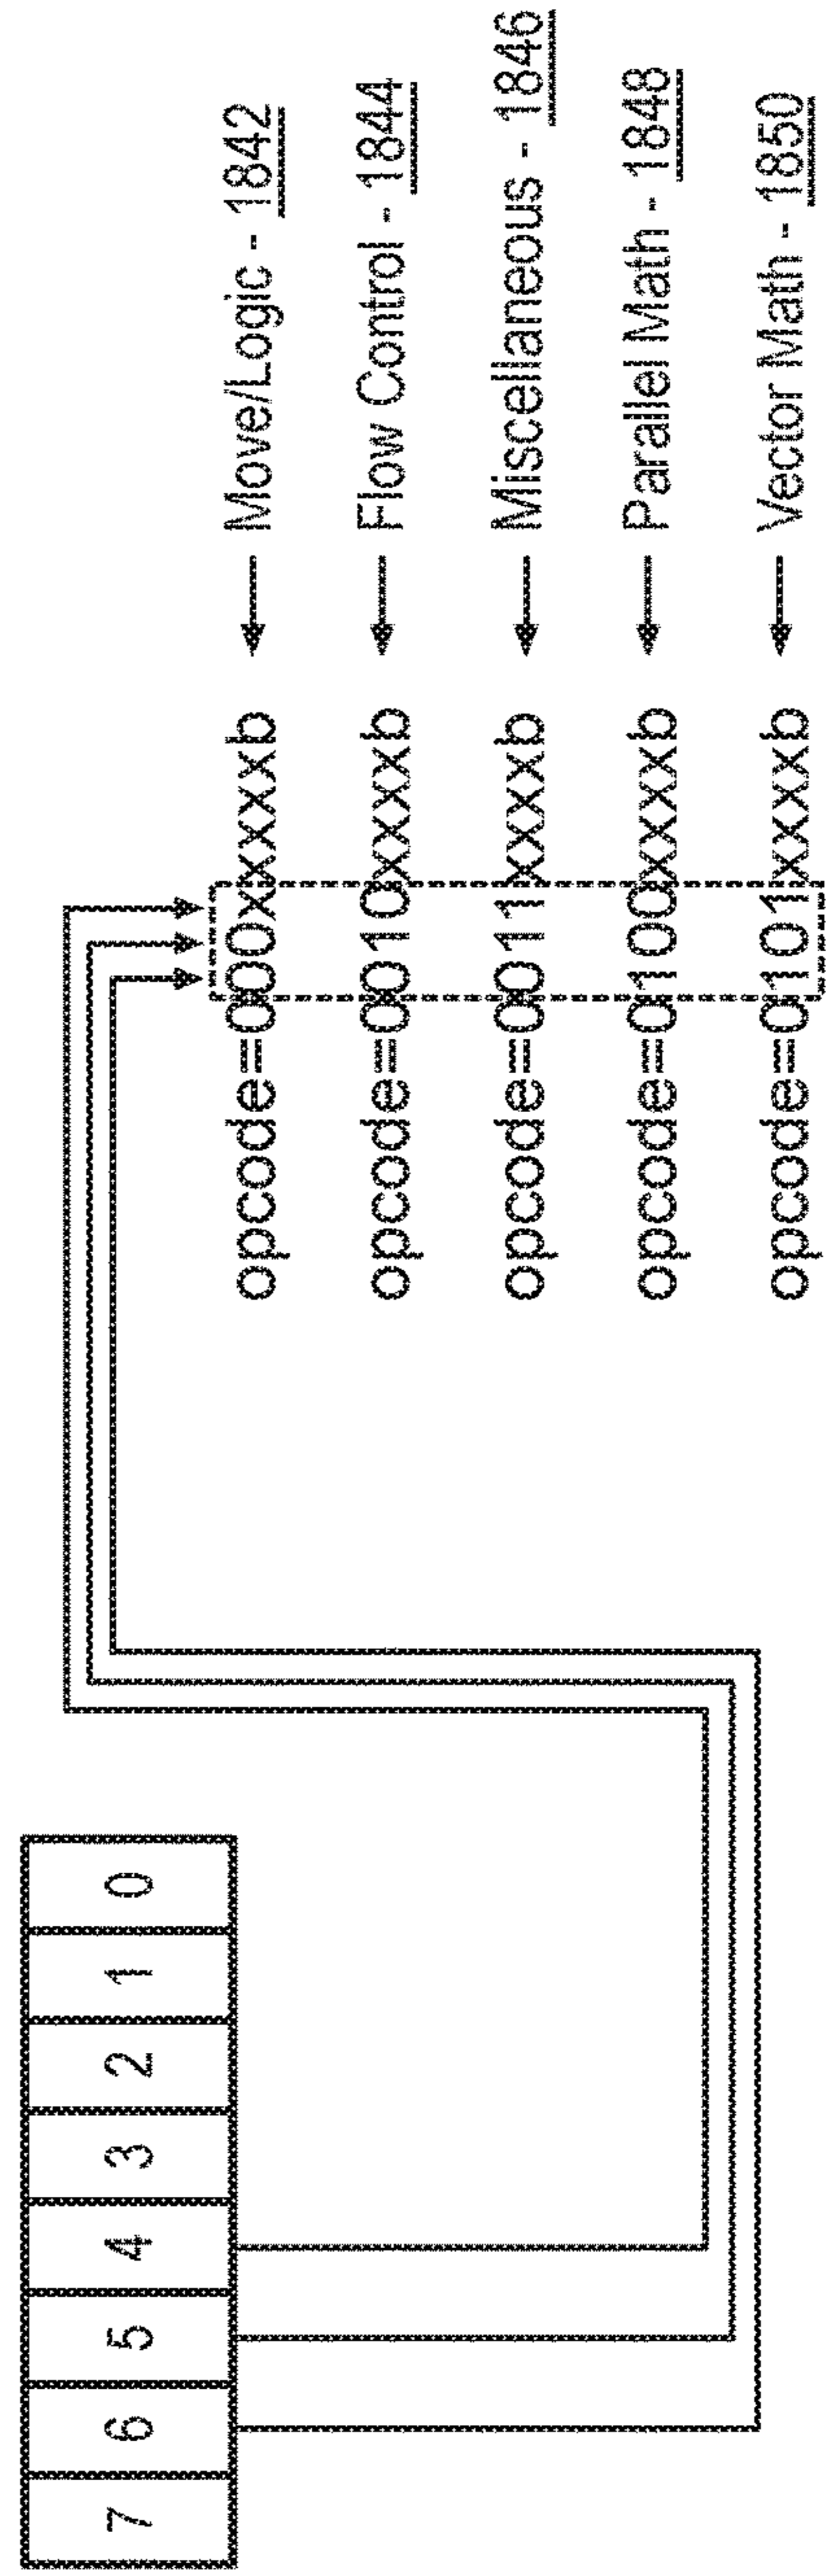 7 6 5 4 3 2 1 0
opcode=000xxxxxb Move/Logic - 1842
opcode=0010xxxxb Flow Control - 1844
opcode=0011xxxxb Miscellaneous - 1846
opcode=0100xxxxb Parallel Math - 1848
opcode=0101xxxxb Vector Math - 1850